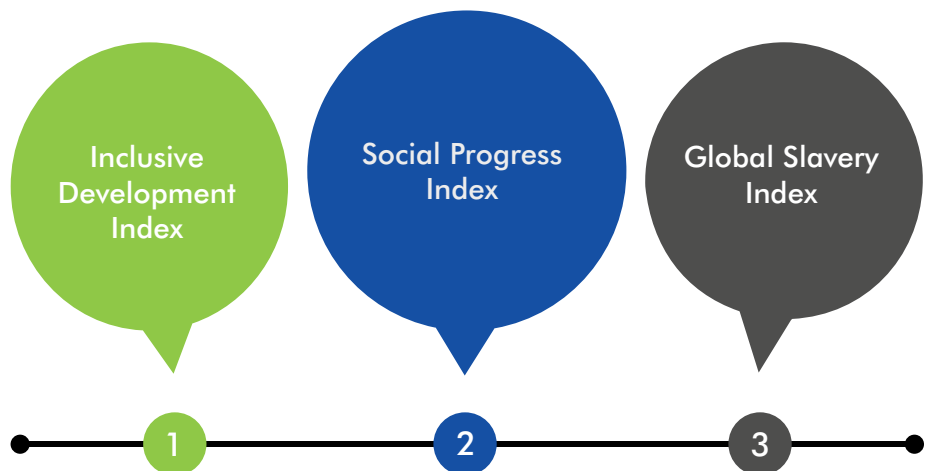 Inclusive
Development
Index
Social Progress
Index
Global Slavery
Index
1
2
3